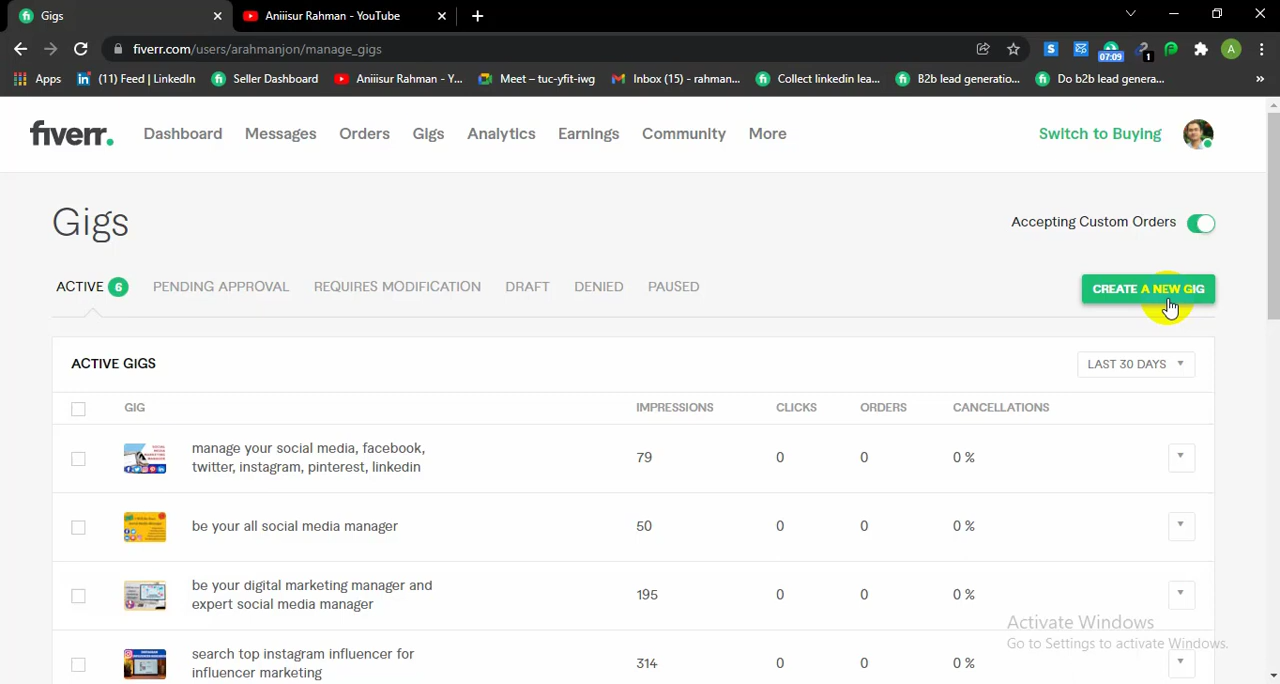 Gigs
Aniiisur Rahman - YouTube
fiverr.com/users/arahmanjon/manage_gigs
07:09
1
A
Apps
(11) Feed | LinkedIn
Seller Dashboard
Aniiisur Rahman - Y...
Meet – tuc-yfit-iwg
Inbox (15) - rahman...
Collect linkedin lea...
B2b lead generatio...
Do b2b lead genera...
fiverr.
Dashboard
Messages
Orders
Gigs
Analytics
Earnings
Community
More
Switch to Buying
Gigs
Accepting Custom Orders
ACTIVE 6
PENDING APPROVAL
REQUIRES MODIFICATION
DRAFT
DENIED
PAUSED
CREATE A NEW GIG
ACTIVE GIGS
LAST 30 DAYS
GIG
IMPRESSIONS
CLICKS
ORDERS
CANCELLATIONS
manage your social media, facebook,
twitter, instagram, pinterest, linkedin
79
0
0
0 %
be your all social media manager
50
0
0
0 %
be your digital marketing manager and
expert social media manager
195
0
0
0 %
Activate Windows
Go to Settings to activate Windows.
search top instagram influencer for
influencer marketing
314
0
0
0 %